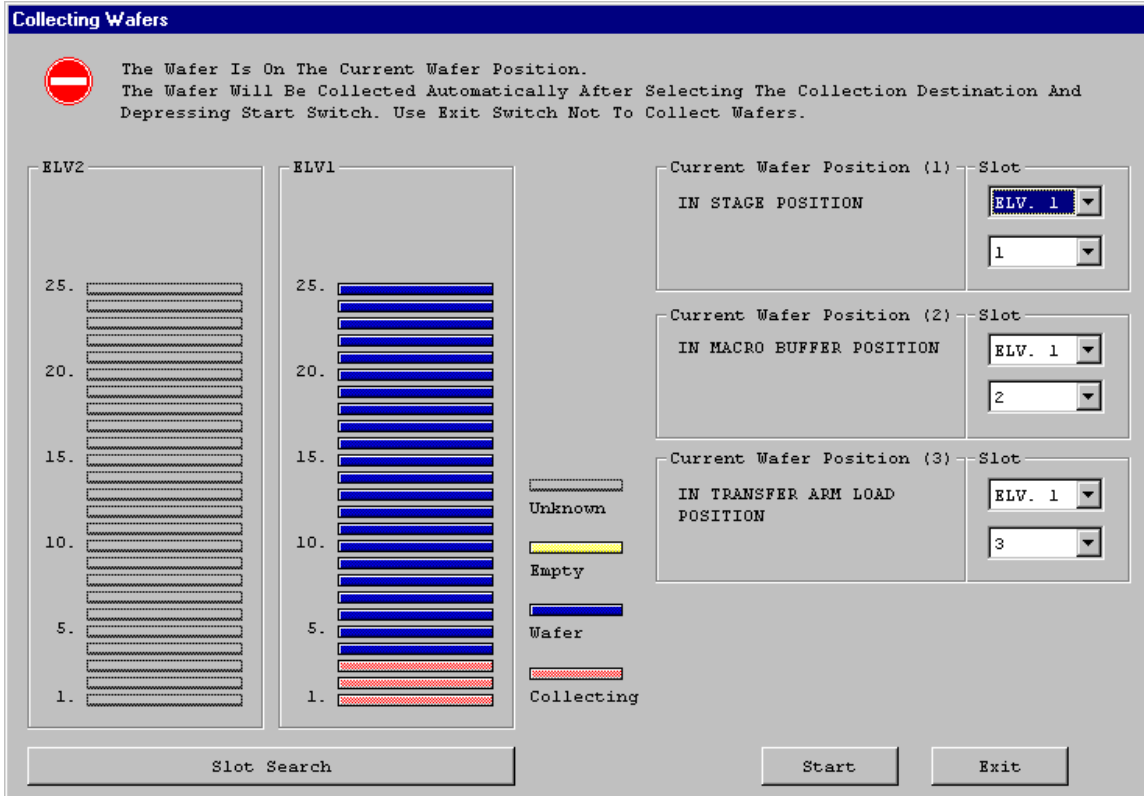 Collecting Wafers
The Wafer Is On The Current Wafer Position.
The Wafer Will Be Collected Automatically After Selecting The Collection Destination And
Depressing Start Switch. Use Exit Switch Not To Collect Wafers.
ELV2
25.
20.
15.
10.
5.
1.
ELV1
25.
20.
15.
10.
5.
1.
Unknown
Empty
Wafer
Collecting
Current Wafer Position (1)
IN STAGE POSITION
Slot
ELV. 1
1
Current Wafer Position (2)
IN MACRO BUFFER POSITION
Slot
ELV. 1
2
Current Wafer Position (3)
IN TRANSFER ARM LOAD
POSITION
Slot
ELV. 1
3
Slot Search
Start
Exit